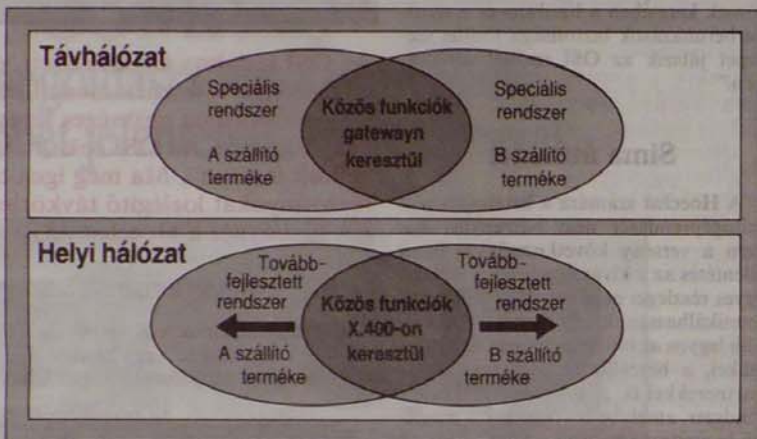 Távhálózat
Speciális
rendszer
A szállító
terméke
Közös funkciók
gatewayn
keresztül
Speciális
rendszer
B szállító
terméke
Helyi hálózat
Tovább-
fejlesztett
rendszer
A szállító
terméke
Közös funkciók
X.400-on
keresztül
Tovább-
fejlesztett
rendszer
B szállító
terméke